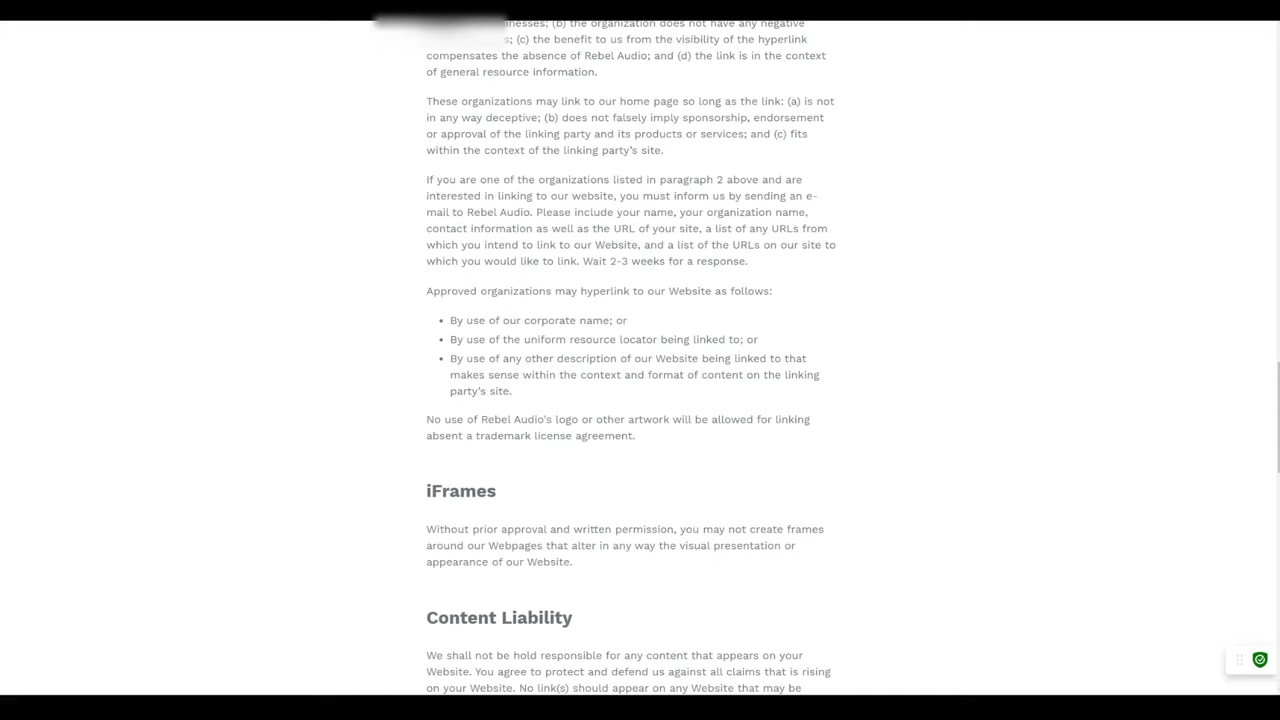 (b) the organization does not have any negative
(c) the benefit to us from the visibility of the hyperlink
compensates the absence of Rebel Audio; and (d) the link is in the context
of general resource information.
These organizations may link to our home page so long as the link: (a) is not
in any way deceptive; (b) does not falsely imply sponsorship, endorsement
or approval of the linking party and its products or services; and (c) fits
within the context of the linking party’s site.
If you are one of the organizations listed in paragraph 2 above and are
interested in linking to our website, you must inform us by sending an e-
mail to Rebel Audio. Please include your name, your organization name,
contact information as well as the URL of your site, a list of any URLs from
which you intend to link to our Website, and a list of the URLs on our site to
which you would like to link. Wait 2-3 weeks for a response.
Approved organizations may hyperlink to our Website as follows:
• By use of our corporate name; or
• By use of the uniform resource locator being linked to; or
• By use of any other description of our Website being linked to that
makes sense within the context and format of content on the linking
party’s site.
No use of Rebel Audio's logo or other artwork will be allowed for linking
absent a trademark license agreement.
iFrames
Without prior approval and written permission, you may not create frames
around our Webpages that alter in any way the visual presentation or
appearance of our Website.
Content Liability
We shall not be hold responsible for any content that appears on your
Website. You agree to protect and defend us against all claims that is rising
on your Website. No link(s) should appear on any Website that may be